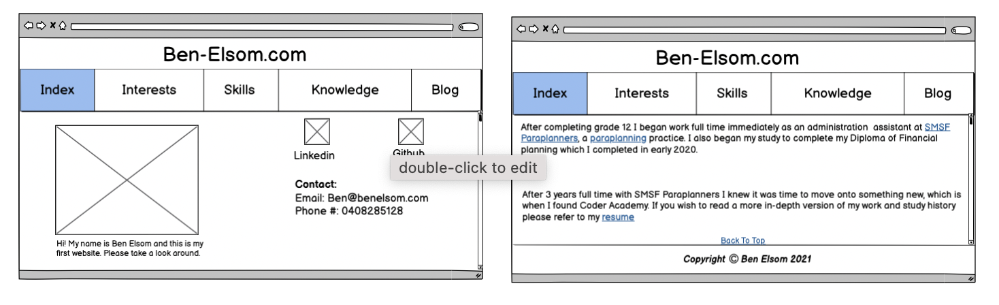 Ben-Elsom.com
Index Interests Skills Knowledge Blog
Linkedin Github
double-click to edit
Contact:
Email: Ben@benelsom.com
Phone #: 0408285128
Hi! My name is Ben Elsom and this is my
first website. Please take a look around.
Ben-Elsom.com
Index Interests Skills Knowledge Blog
After completing grade 12 I began work full time immediately as an administration assistant at SMSF
Paraplanners, a paraplanning practice. I also began my study to complete my Diploma of Financial
planning which I completed in early 2020.
After 3 years full time with SMSF Paraplanners I knew it was time to move onto something new, which is
when I found Coder Academy. If you wish to read a more in-depth version of my work and study history
please refer to my resume
Back To Top
Copyright © Ben Elsom 2021